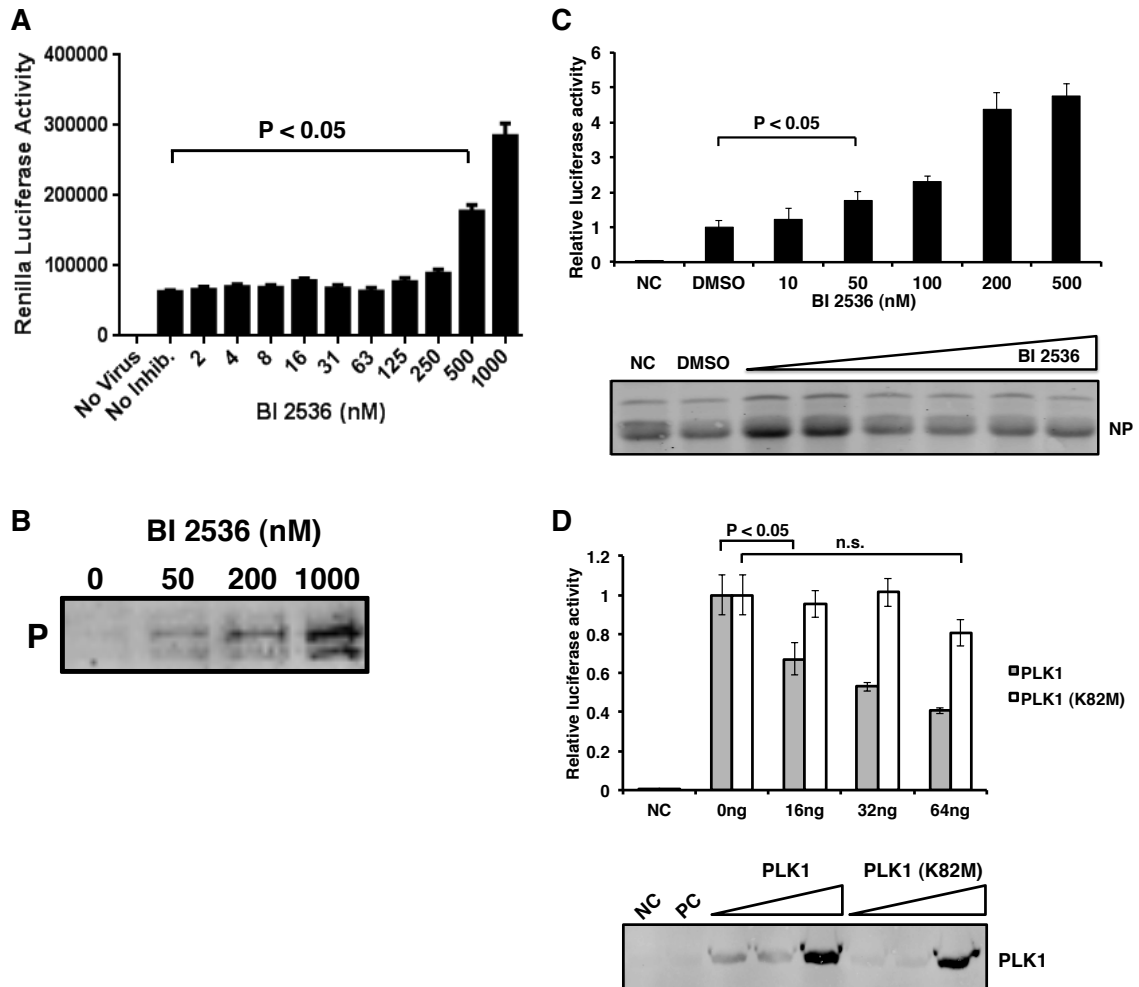 A
Renilla Luciferase Activity
400000
300000
200000
100000
0
P < 0.05
No Virus
No Inhib.
2
4
8
16
31
63
125
250
500
1000
BI 2536 (nM)
B
BI 2536 (nM)
0 50 200 1000
P
C
Relative luciferase activity
6
5
4
3
2
1
0
P < 0.05
NC DMSO 10 50 100 200 500
BI 2536 (nM)
NC DMSO BI 2536
NP
D
Relative luciferase activity
1.2
1
0.8
0.6
0.4
0.2
0
P < 0.05
n.s.
PLK1
PLK1 (K82M)
NC 0ng 16ng 32ng 64ng
NC PC PLK1 PLK1 (K82M)
PLK1